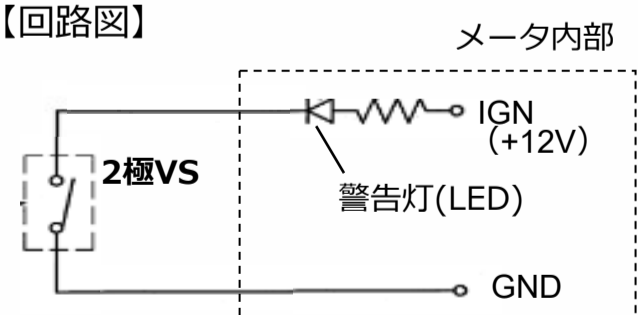 【回路図】
メータ内部
IGN
（+12V）
2極VS
警告灯(LED)
GND